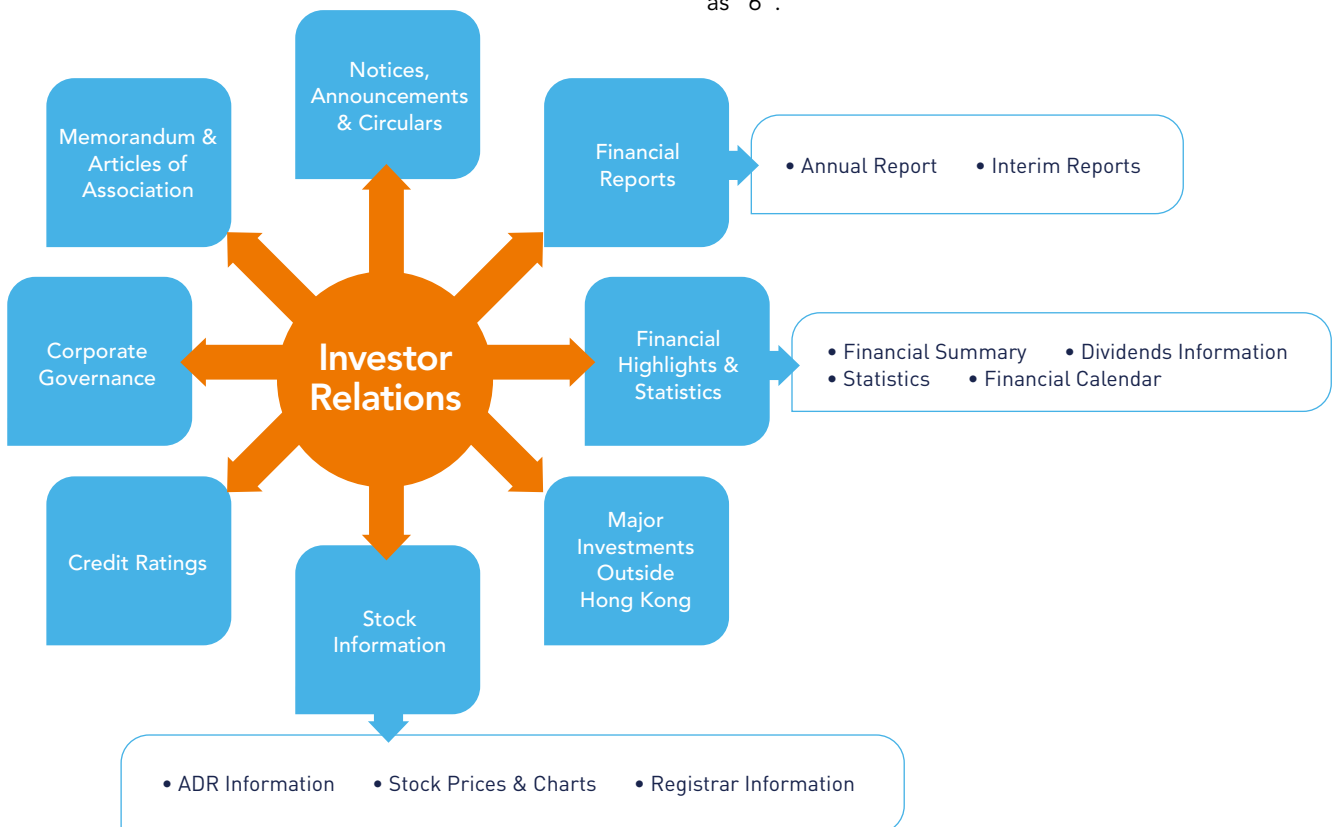 as "6".
Notices,
Announcements
& Circulars
Memorandum &
Articles of
Association
Financial
Reports
• Annual Report • Interim Reports
Corporate
Governance
Investor
Relations
Financial
Highlights &
Statistics
• Financial Summary • Dividends Information
• Statistics • Financial Calendar
Credit Ratings
Stock
Information
Major
Investments
Outside
Hong Kong
• ADR Information • Stock Prices & Charts • Registrar Information